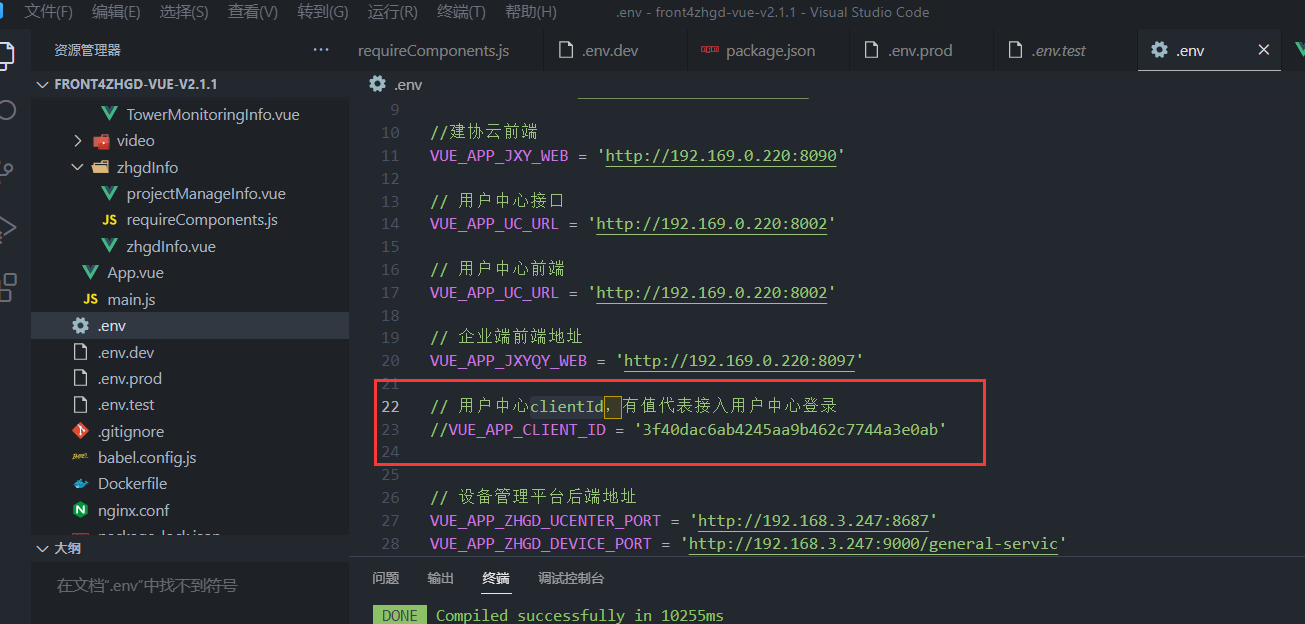 文件(F) 编辑(E) 选择(S) 查看(V) 转到(G) 运行(R) 终端(T) 帮助(H) .env - front4zhgd-vue-v2.1.1 - Visual Studio Code
资源管理器 ···
requireComponents.js .env.dev package.json .env.prod .env.test .env
FRONT4ZHGD-VUE-V2.1.1
TowerMonitoringInfo.vue
video
zhgdInfo
projectManageInfo.vue
JS requireComponents.js
zhgdInfo.vue
App.vue
JS main.js
.env
.env.dev
.env.prod
.env.test
.gitignore
babel.config.js
Dockerfile
nginx.conf
package-lock.json
大纲
在文档“.env”中找不到符号
.env
9
10 //建协云前端
11 VUE_APP_JXY_WEB = 'http://192.169.0.220:8090'
12
13 // 用户中心接口
14 VUE_APP_UC_URL = 'http://192.169.0.220:8002'
15
16 // 用户中心前端
17 VUE_APP_UC_URL = 'http://192.169.0.220:8002'
18
19 // 企业端前端地址
20 VUE_APP_JXYQY_WEB = 'http://192.169.0.220:8097'
21
22 // 用户中心clientId，有值代表接入用户中心登录
23 //VUE_APP_CLIENT_ID = '3f40dac6ab4245aa9b462c7744a3e0ab'
24
25
26 // 设备管理平台后端地址
27 VUE_APP_ZHGD_UCENTER_PORT = 'http://192.168.3.247:8687'
28 VUE_APP_ZHGD_DEVICE_PORT = 'http://192.168.3.247:9000/general-servic'
问题 输出 终端 调试控制台
DONE Compiled successfully in 10255ms